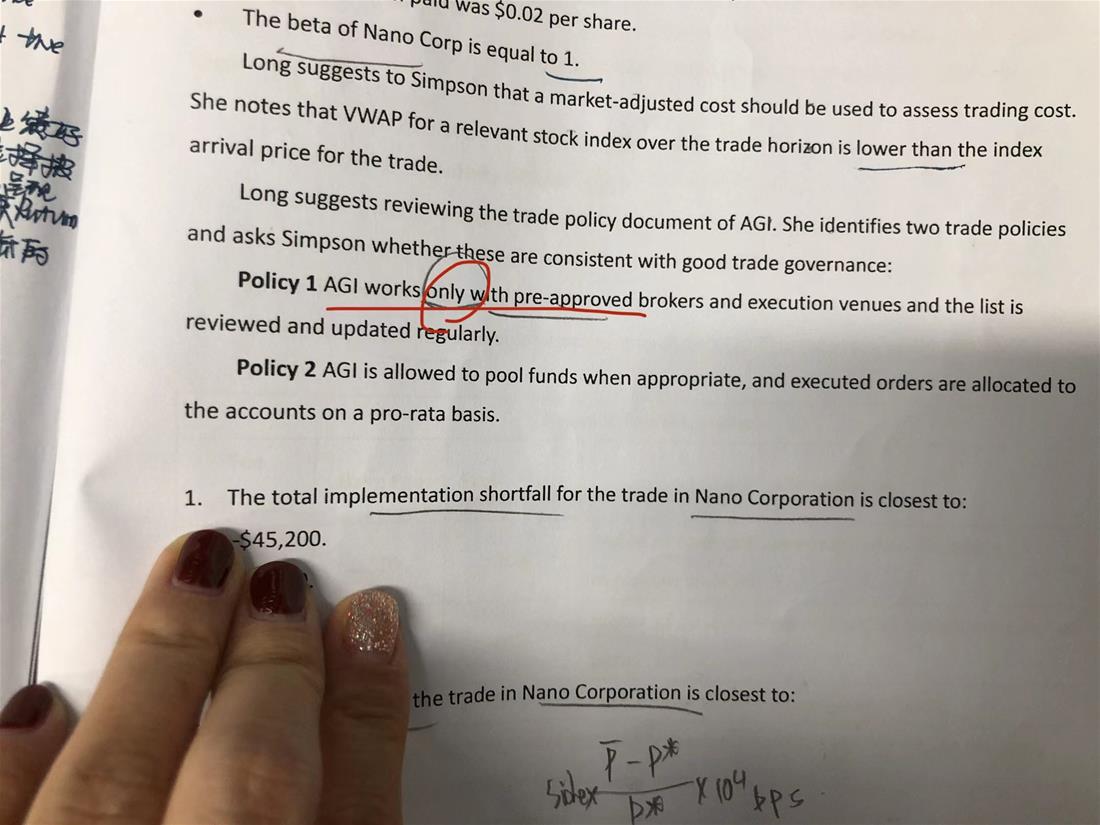 was $0.02 per share.
• The beta of Nano Corp is equal to 1.
Long suggests to Simpson that a market-adjusted cost should be used to assess trading cost.
She notes that VWAP for a relevant stock index over the trade horizon is lower than the index
arrival price for the trade.
Long suggests reviewing the trade policy document of AGI. She identifies two trade policies
and asks Simpson whether these are consistent with good trade governance:
Policy 1 AGI works only with pre-approved brokers and execution venues and the list is
reviewed and updated regularly.
Policy 2 AGI is allowed to pool funds when appropriate, and executed orders are allocated to
the accounts on a pro-rata basis.
1. The total implementation shortfall for the trade in Nano Corporation is closest to:
-$45,200.
the trade in Nano Corporation is closest to:
P̄ - P*
Side× × 10⁴ bps
P*
the